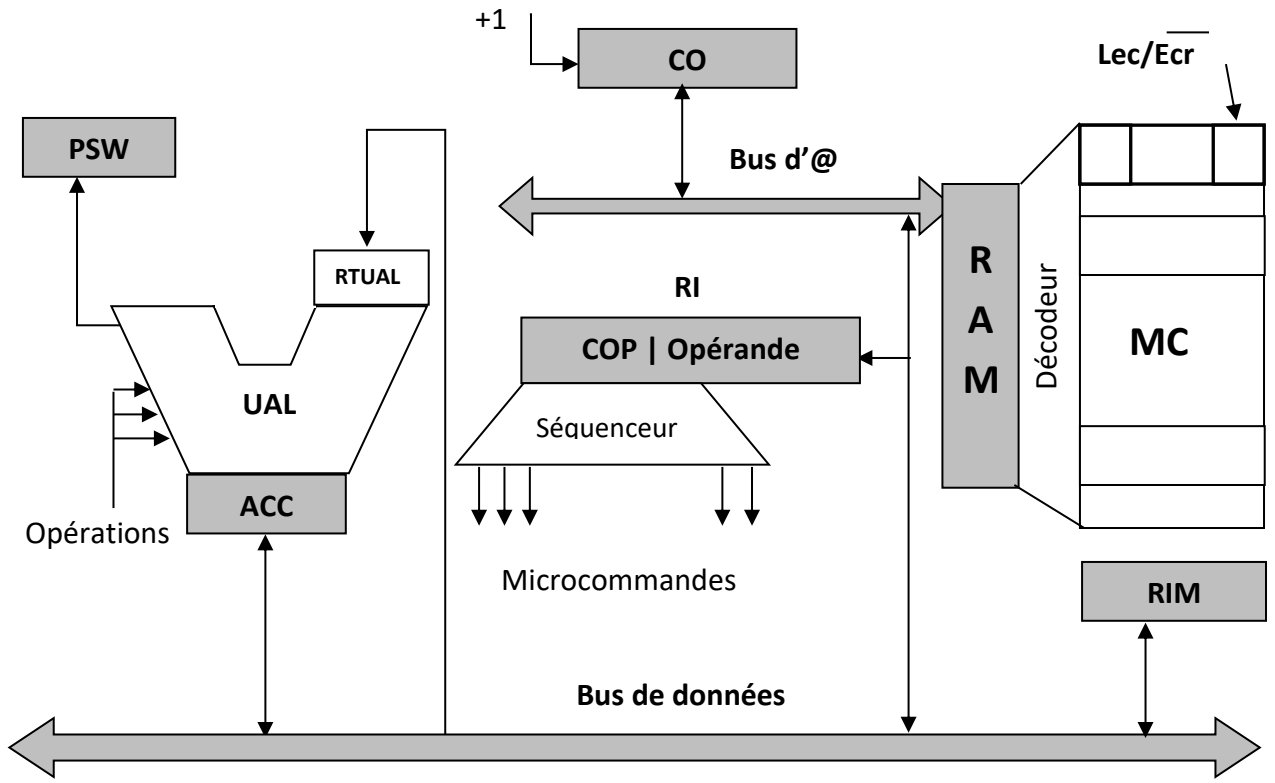 +1
CO
Lec/Ecr
PSW
Bus d'@
RTUAL
RI
R
A
M
Décodeur
MC
COP | Opérande
UAL
Séquenceur
ACC
Opérations
Microcommandes
RIM
Bus de données